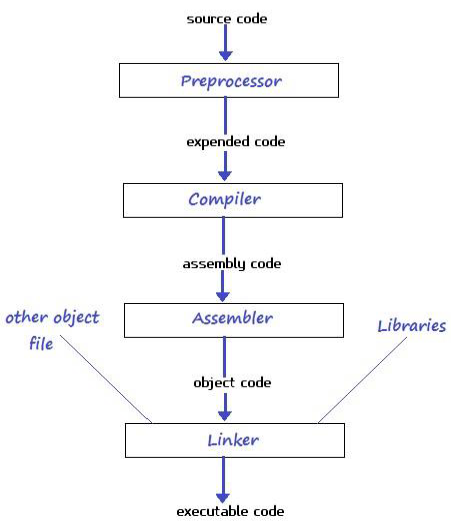 source code
Preprocessor
expended code
Compiler
assembly code
Assembler
other object
file
Libraries
object code
Linker
executable code